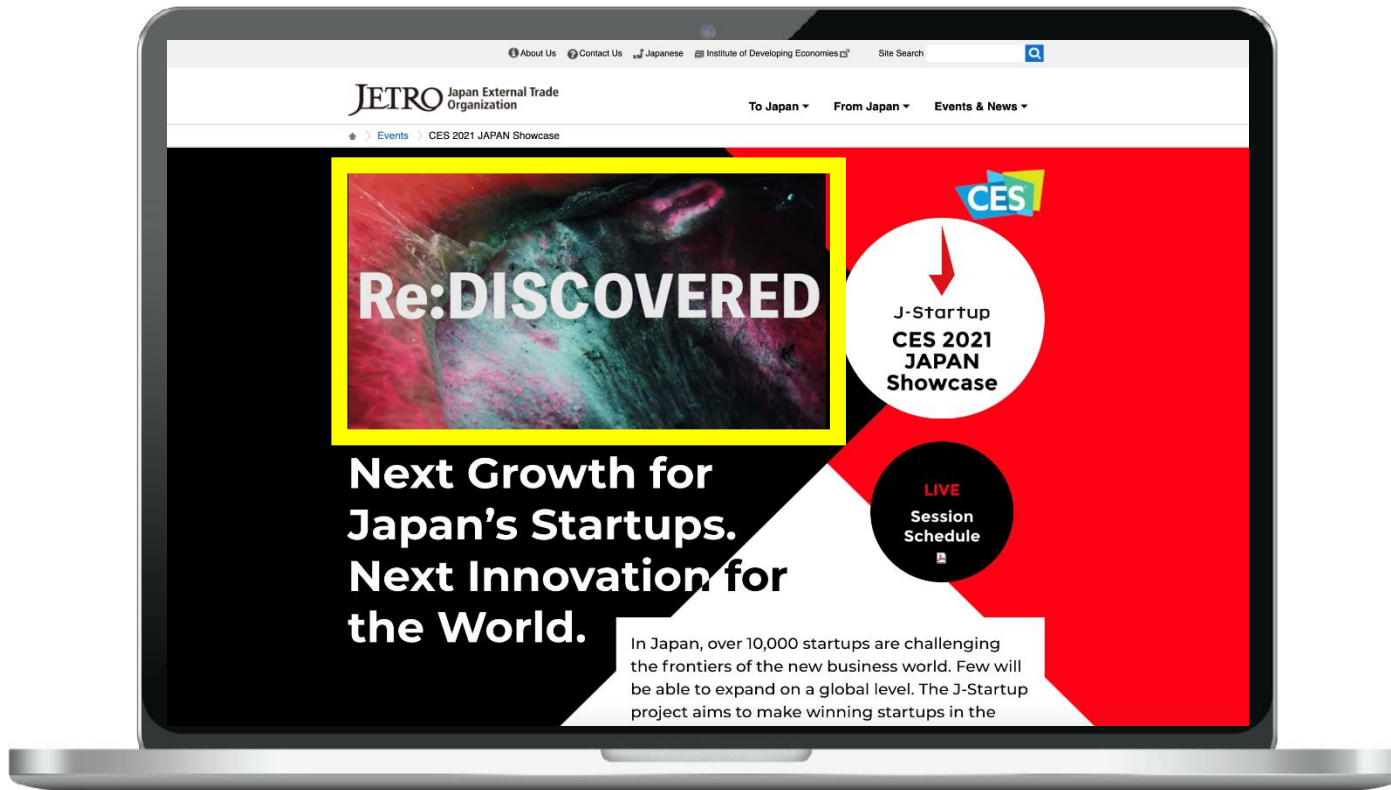 About Us Contact Us Japanese Institute of Developing Economies Site Search
JETRO Japan External Trade
Organization
To Japan From Japan Events & News
Events CES 2021 JAPAN Showcase
Re:DISCOVERED
CES
J-Startup
CES 2021
JAPAN
Showcase
Next Growth for
Japan's Startups.
Next Innovation for
the World.
LIVE
Session
Schedule
In Japan, over 10,000 startups are challenging
the frontiers of the new business world. Few will
be able to expand on a global level. The J-Startup
project aims to make winning startups in the